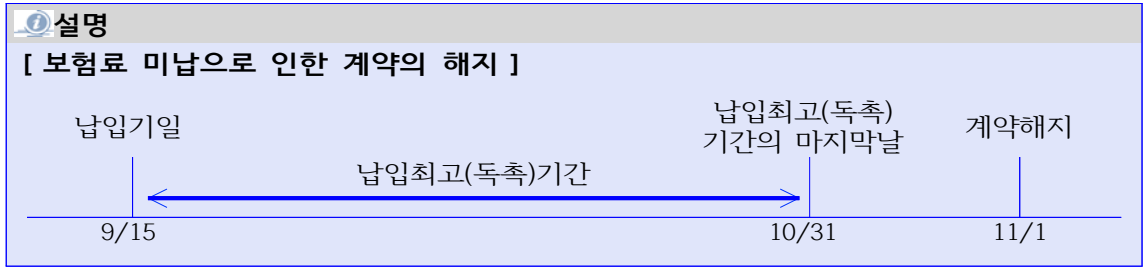 설명
[ 보험료 미납으로 인한 계약의 해지 ]
납입기일
납입최고(독촉)
기간의 마지막날
계약해지
납입최고(독촉)기간
9/15
10/31
11/1